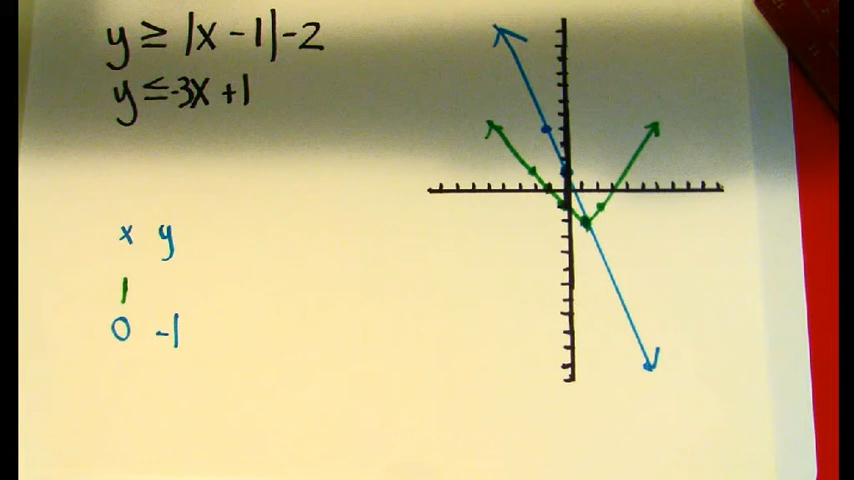 y ≥ |x - 1| - 2
y ≤ -3x + 1
x y
1
0 -1